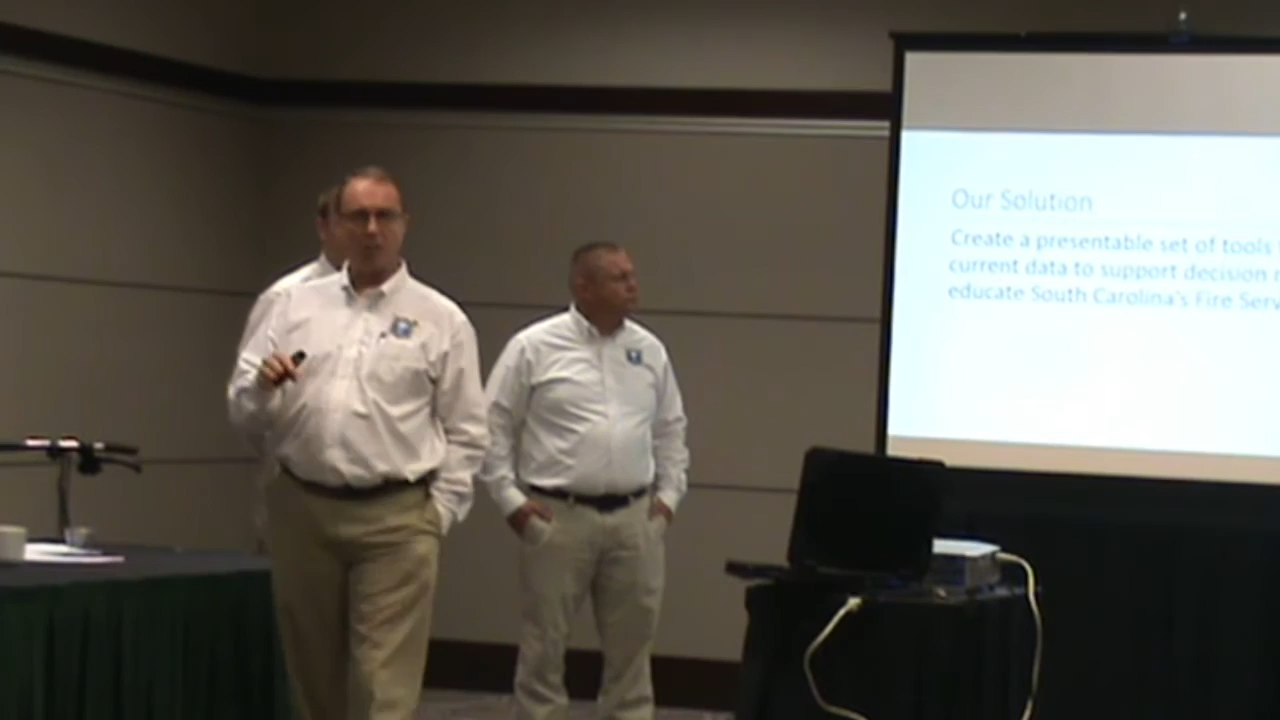 Our Solution
Create a presentable set of tools
current data to support decision
educate South Carolina's Fire Serv